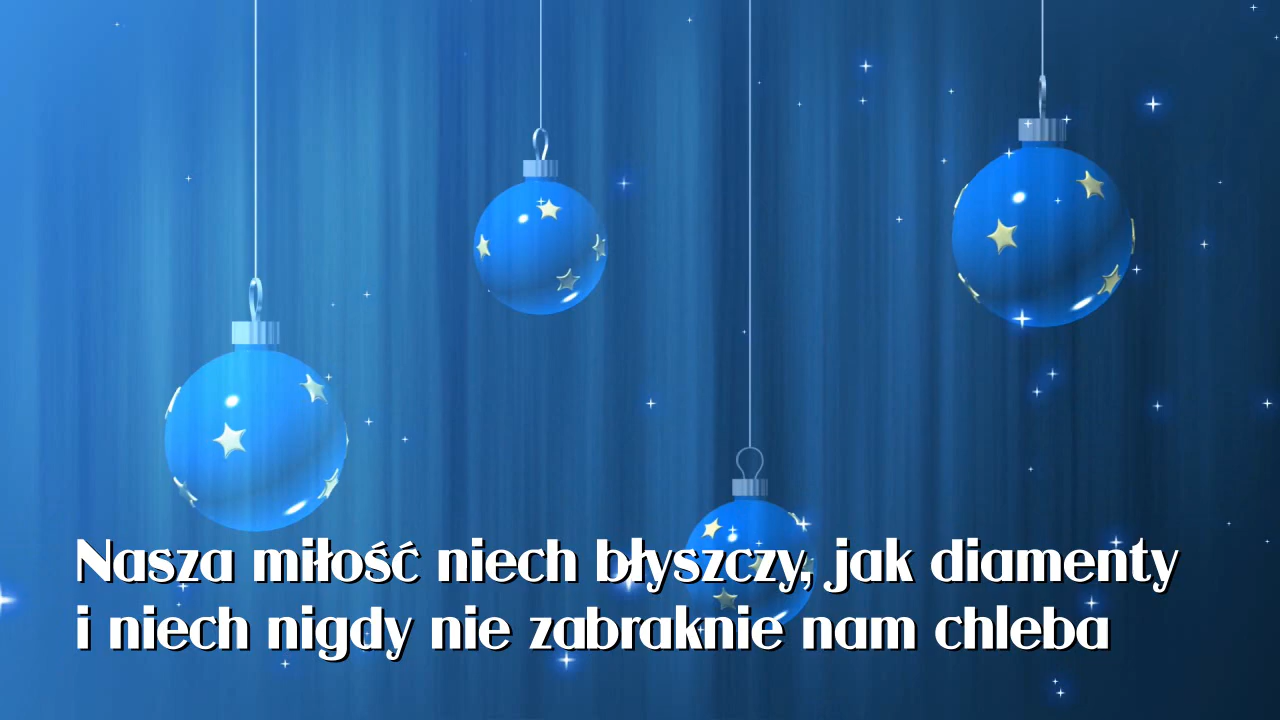 Nasza miłość niech błyszczy, jak diamenty
i niech nigdy nie zabraknie nam chleba